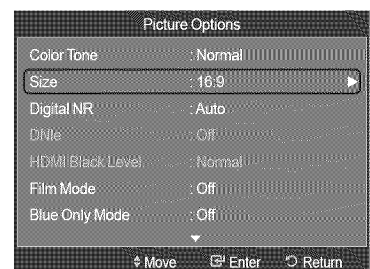 Picture Options
Color Tone : Normal
Size : 16:9
Digital NR : Auto
DNIe : Off
HDMI Black Level : Normal
Film Mode : Off
Blue Only Mode : Off
Move Enter Return